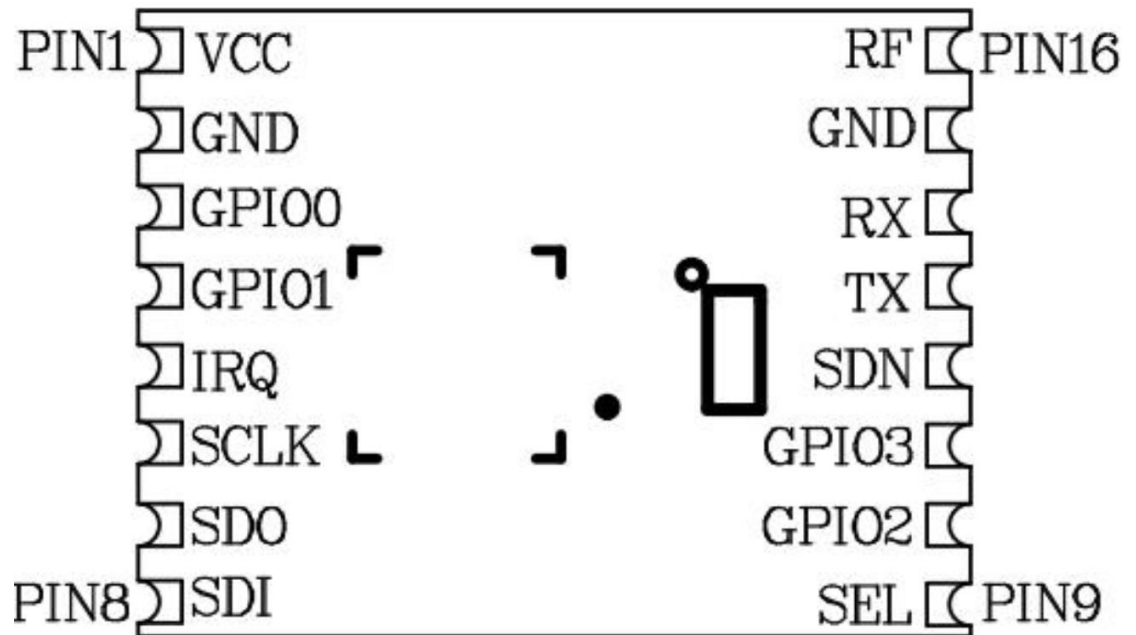 PIN1 VCC RF PIN16
GND GND
GPIO0 RX
GPIO1 TX
IRQ SDN
SCLK GPIO3
SDO GPIO2
PIN8 SDI SEL PIN9